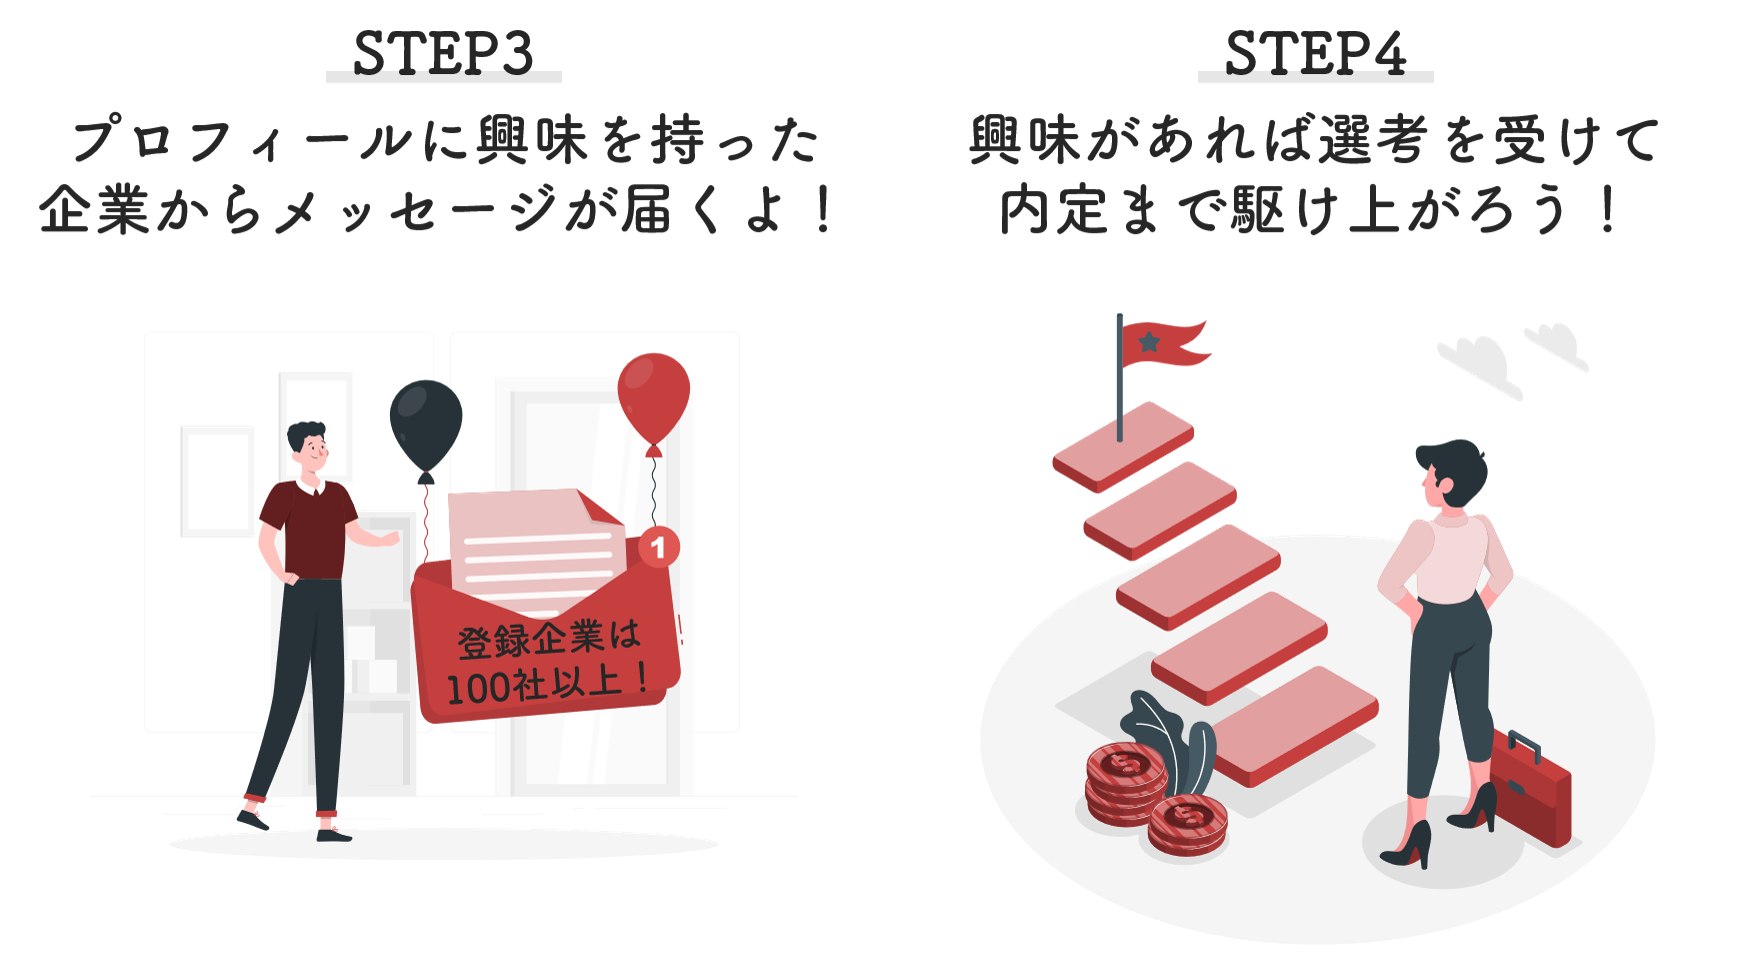 STEP3
プロフィールに興味を持った
企業からメッセージが届くよ！
1
登録企業は
100社以上！
STEP4
興味があれば選考を受けて
内定まで駆け上がろう！